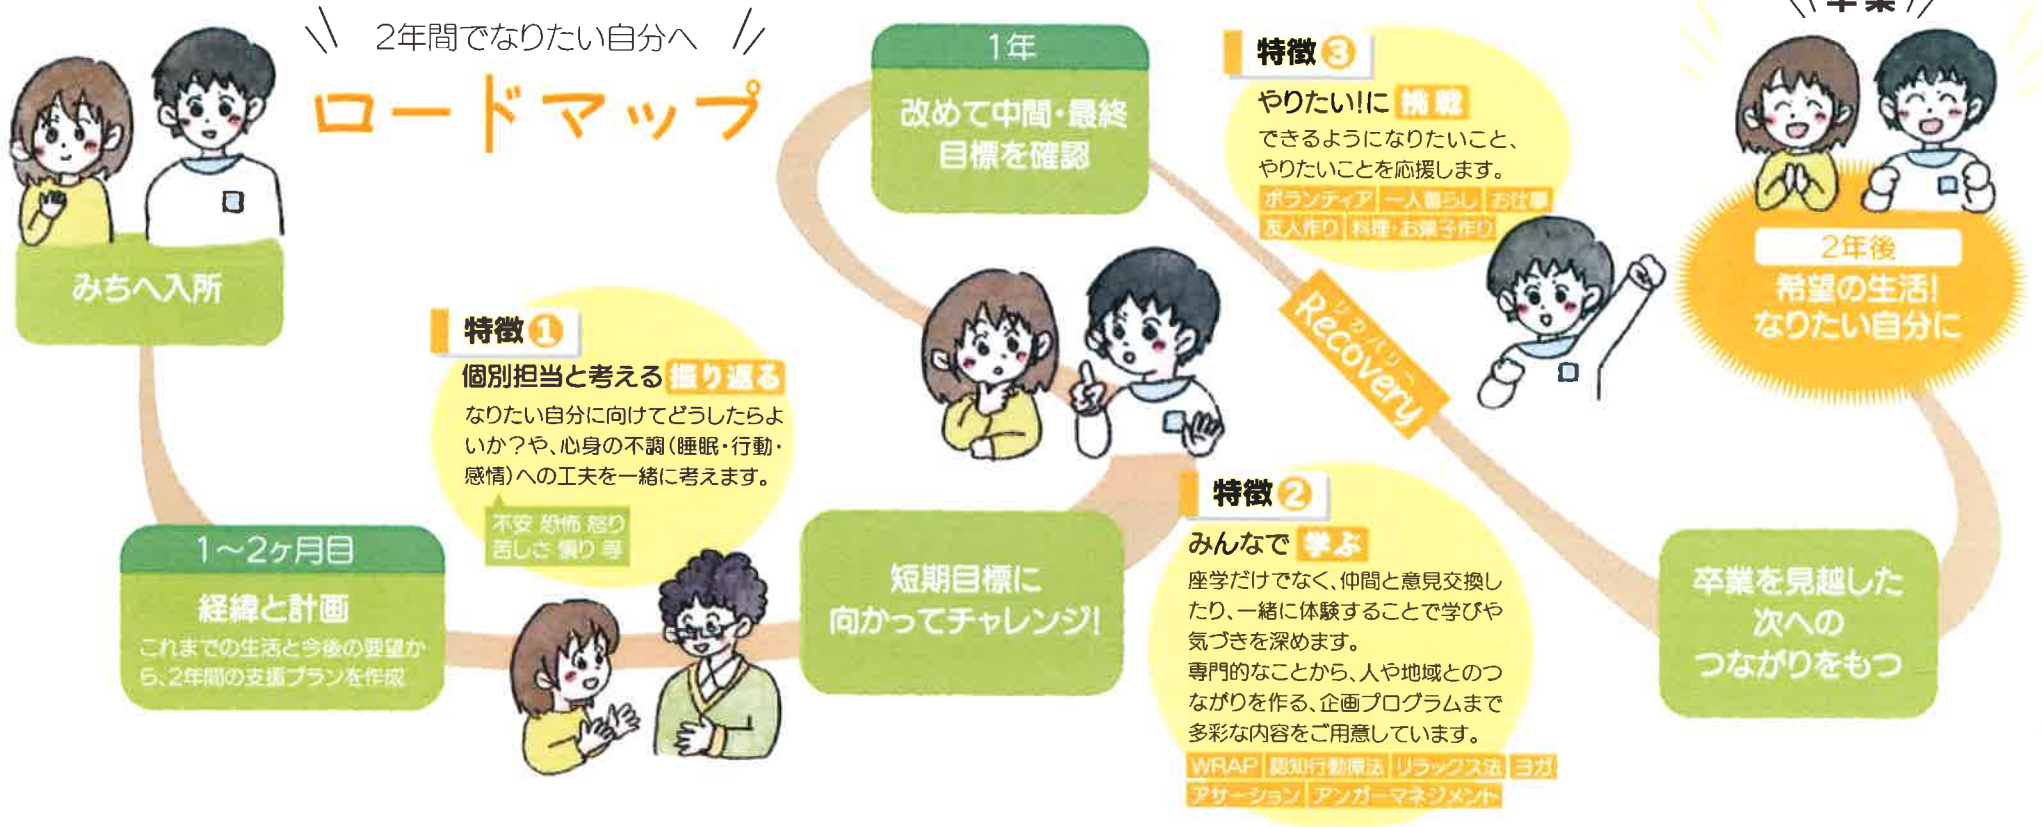 2年間でなりたい自分へ
ロードマップ
みちへ入所
1～2ヶ月目
経緯と計画
これまでの生活と今後の要望か
ら、2年間の支援プランを作成
特徴❶
個別担当と考える 振り返る
なりたい自分に向けてどうしたらよ
いか？や、心身の不調（睡眠・行動・
感情）への工夫を一緒に考えます。
不安 恐怖 怒り
苦しさ 憤り 等
短期目標に
向かってチャレンジ!
1年
改めて中間・最終
目標を確認
特徴❷
みんなで 学ぶ
座学だけでなく、仲間と意見交換し
たり、一緒に体験することで学びや
気づきを深めます。
専門的なことから、人や地域とのつ
ながりを作る、企画プログラムまで
多彩な内容をご用意しています。
WRAP 認知行動療法 リラックス法 ヨガ
アサーション アンガーマネジメント
特徴❸
やりたい!に 挑戦
できるようになりたいこと、
やりたいことを応援します。
ボランティア 一人暮らし お仕事
友人作り 料理・お菓子作り
リカバリー
Recovery
卒業を見越した
次への
つながりをもつ
卒業
2年後
希望の生活!
なりたい自分に